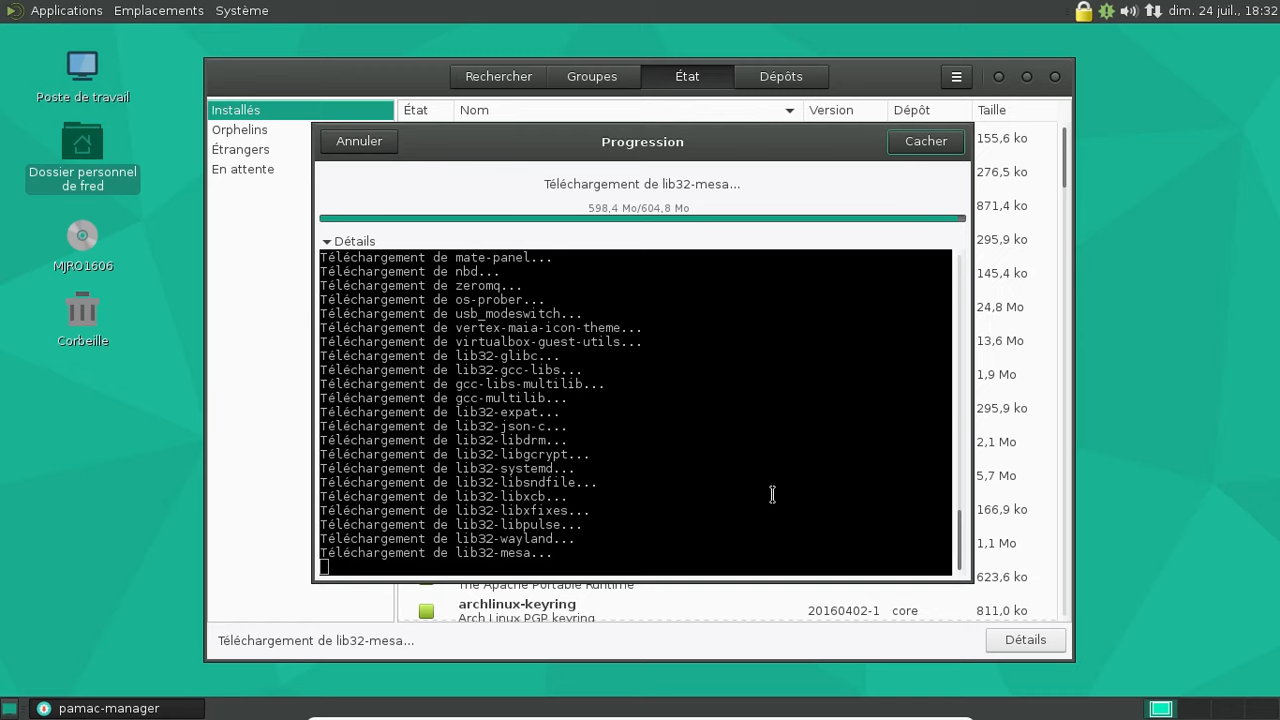 Applications Emplacements Système dim. 24 juil., 18:32
Rechercher Groupes État Dépôts
Poste de travail
Dossier personnel
de fred
MJRO1606
Corbeille
Installés
Orphelins
Étrangers
En attente
État Nom Version Dépôt Taille
155,6 ko
276,5 ko
871,4 ko
295,9 ko
145,4 ko
24,8 Mo
13,6 Mo
1,9 Mo
295,9 ko
2,1 Mo
5,7 Mo
166,9 ko
1,1 Mo
623,6 ko
Annuler Progression Cacher
Téléchargement de lib32-mesa...
598,4 Mo/604,8 Mo
Détails
Téléchargement de mate-panel...
Téléchargement de nbd...
Téléchargement de zeromq...
Téléchargement de os-prober...
Téléchargement de usb_modeswitch...
Téléchargement de vertex-maia-icon-theme...
Téléchargement de virtualbox-guest-utils...
Téléchargement de lib32-glibc...
Téléchargement de lib32-gcc-libs...
Téléchargement de gcc-libs-multilib...
Téléchargement de gcc-multilib...
Téléchargement de lib32-expat...
Téléchargement de lib32-json-c...
Téléchargement de lib32-libdrm...
Téléchargement de lib32-libgcrypt...
Téléchargement de lib32-systemd...
Téléchargement de lib32-libsndfile...
Téléchargement de lib32-libxcb...
Téléchargement de lib32-libxfixes...
Téléchargement de lib32-libpulse...
Téléchargement de lib32-wayland...
Téléchargement de lib32-mesa...
The Apache Portable Runtime
archlinux-keyring 20160402-1 core 811,0 ko
Arch Linux PGP keyring
Téléchargement de lib32-mesa... Détails
pamac-manager